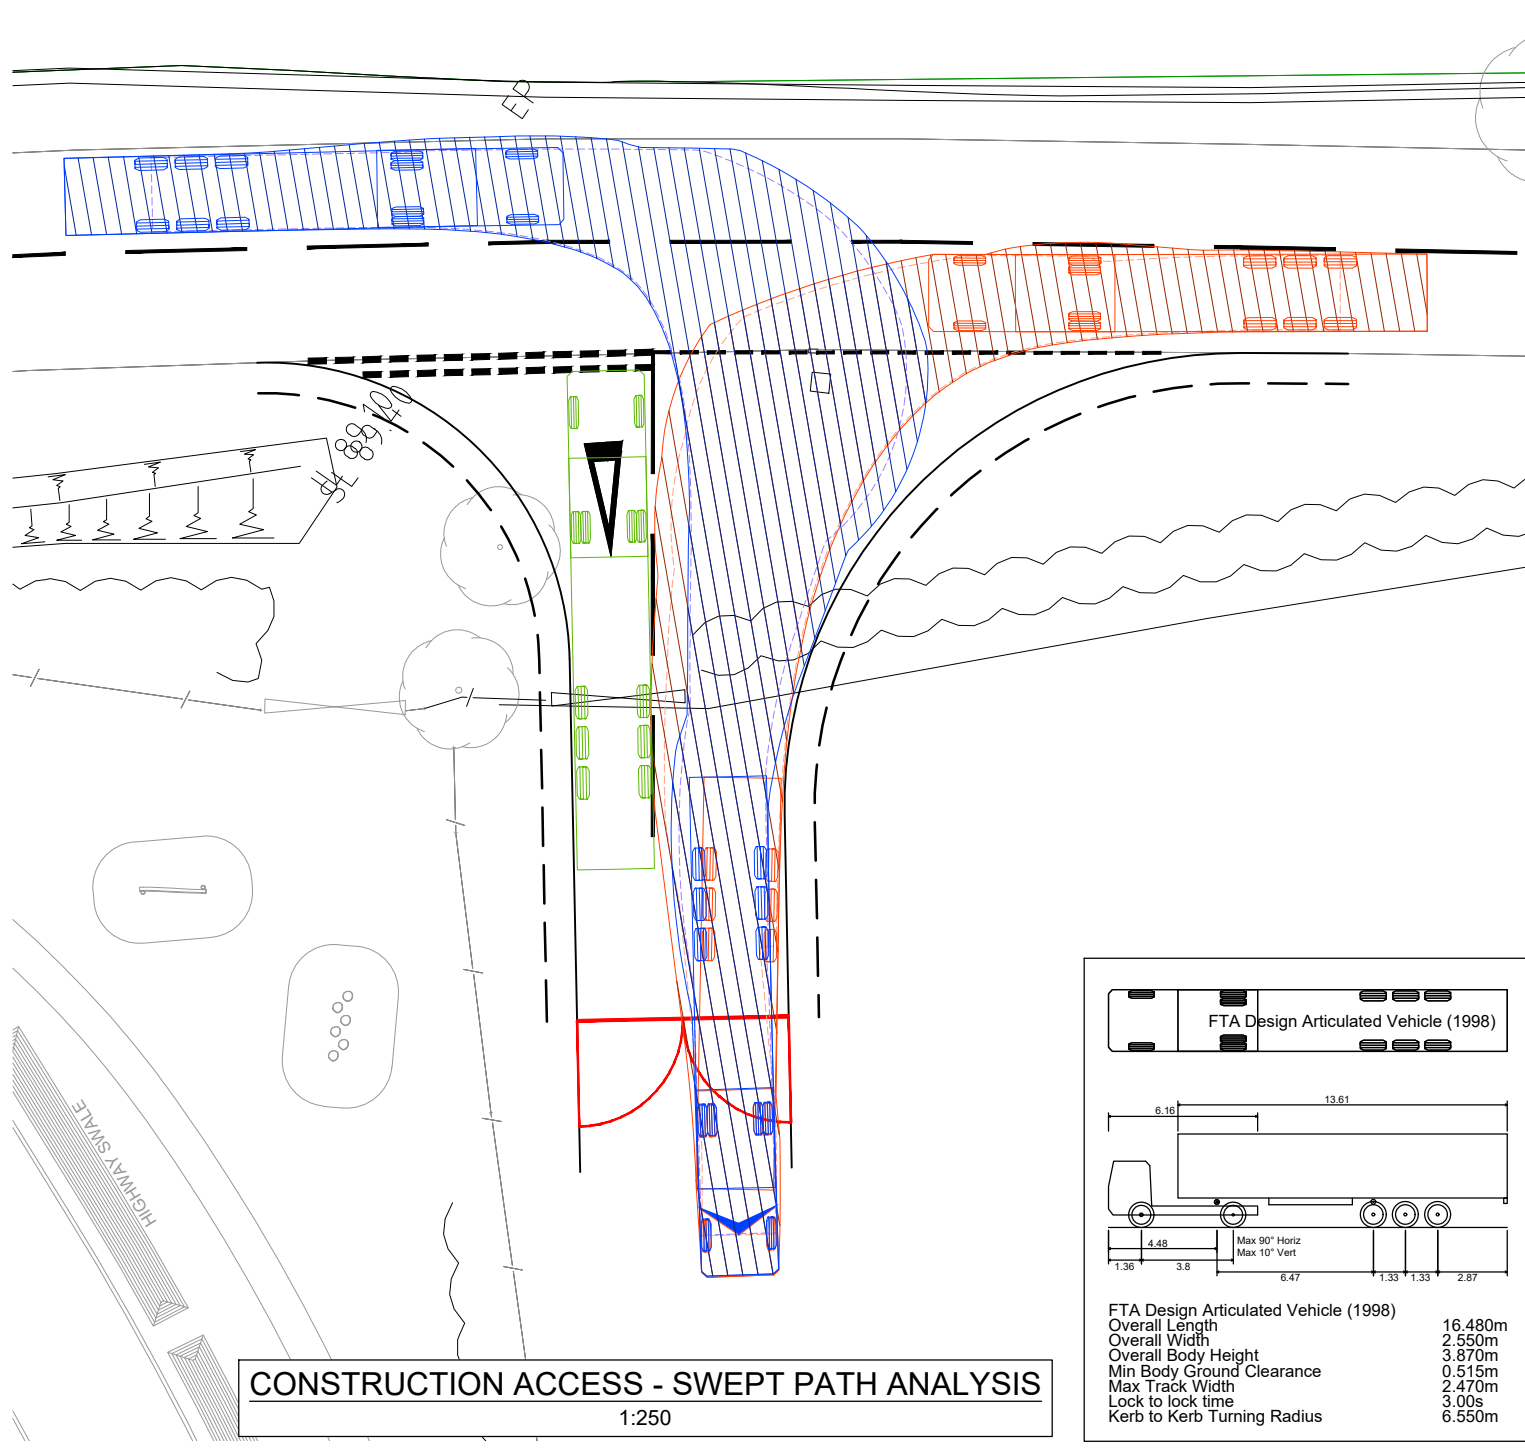 EP
89.140
HIGHWAY SWALE
CONSTRUCTION ACCESS - SWEPT PATH ANALYSIS
1:250
FTA Design Articulated Vehicle (1998)
13.61
6.16
4.48
Max 90° Horiz
Max 10° Vert
1.36
3.8
6.47
1.33
1.33
2.87
FTA Design Articulated Vehicle (1998)
Overall Length 16.480m
Overall Width 2.550m
Overall Body Height 3.870m
Min Body Ground Clearance 0.515m
Max Track Width 2.470m
Lock to lock time 3.00s
Kerb to Kerb Turning Radius 6.550m